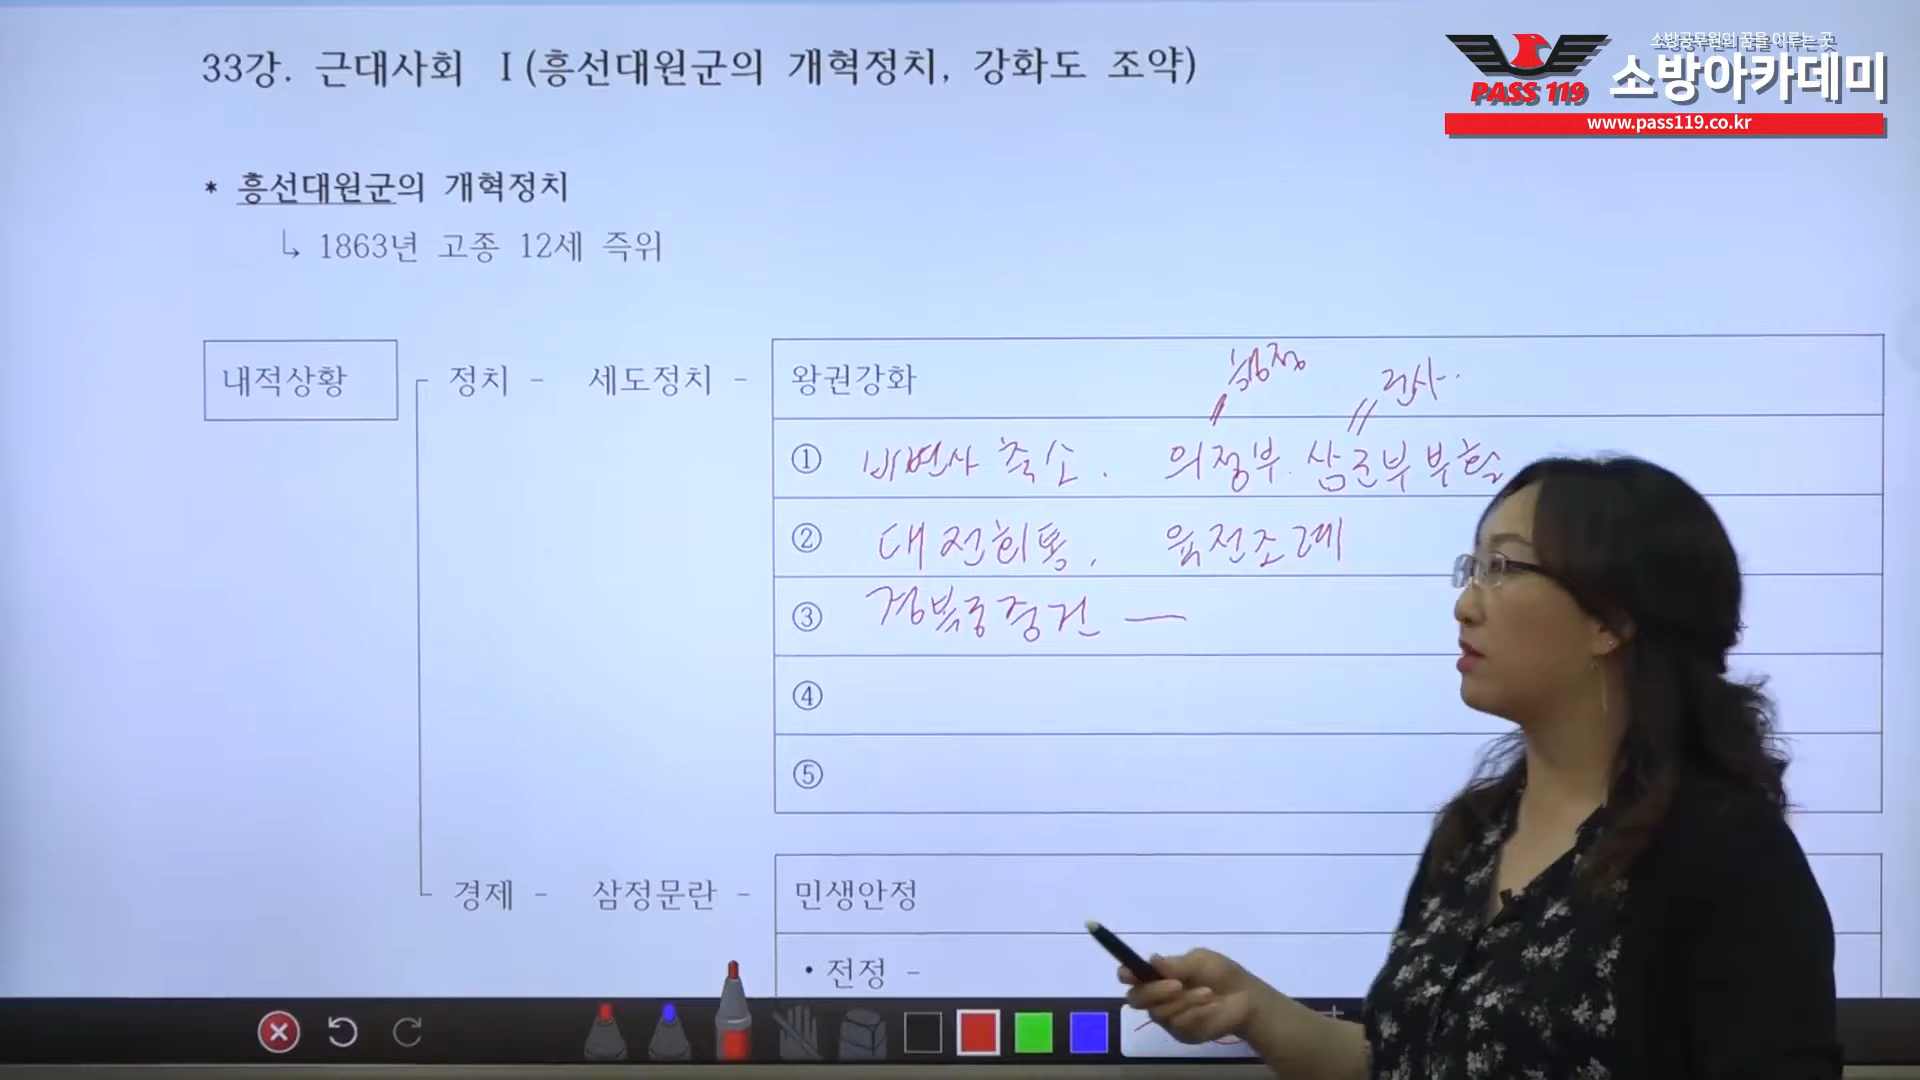 33강. 근대사회 Ⅰ(흥선대원군의 개혁정치, 강화도 조약)
소방공무원의 꿈을 이루는 곳
PASS 119 소방아카데미
www.pass119.co.kr
* 흥선대원군의 개혁정치
↳ 1863년 고종 12세 즉위
내적상황
정치 - 세도정치 - 왕권강화
행정 군사
① 비변사 축소. 의정부. 삼군부 부활
② 대전회통, 육전조례
③ 경복궁 중건 —
④
⑤
경제 - 삼정문란 - 민생안정
• 전정 -